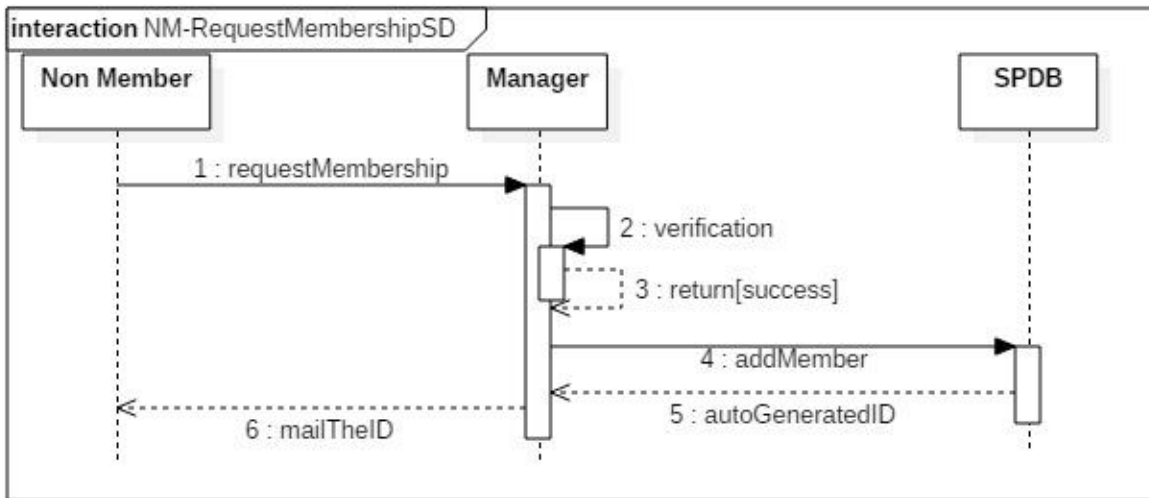 interaction NM-RequestMembershipSD
Non Member
Manager
SPDB
1 : requestMembership
2 : verification
3 : return[success]
4 : addMember
5 : autoGeneratedID
6 : mailTheID